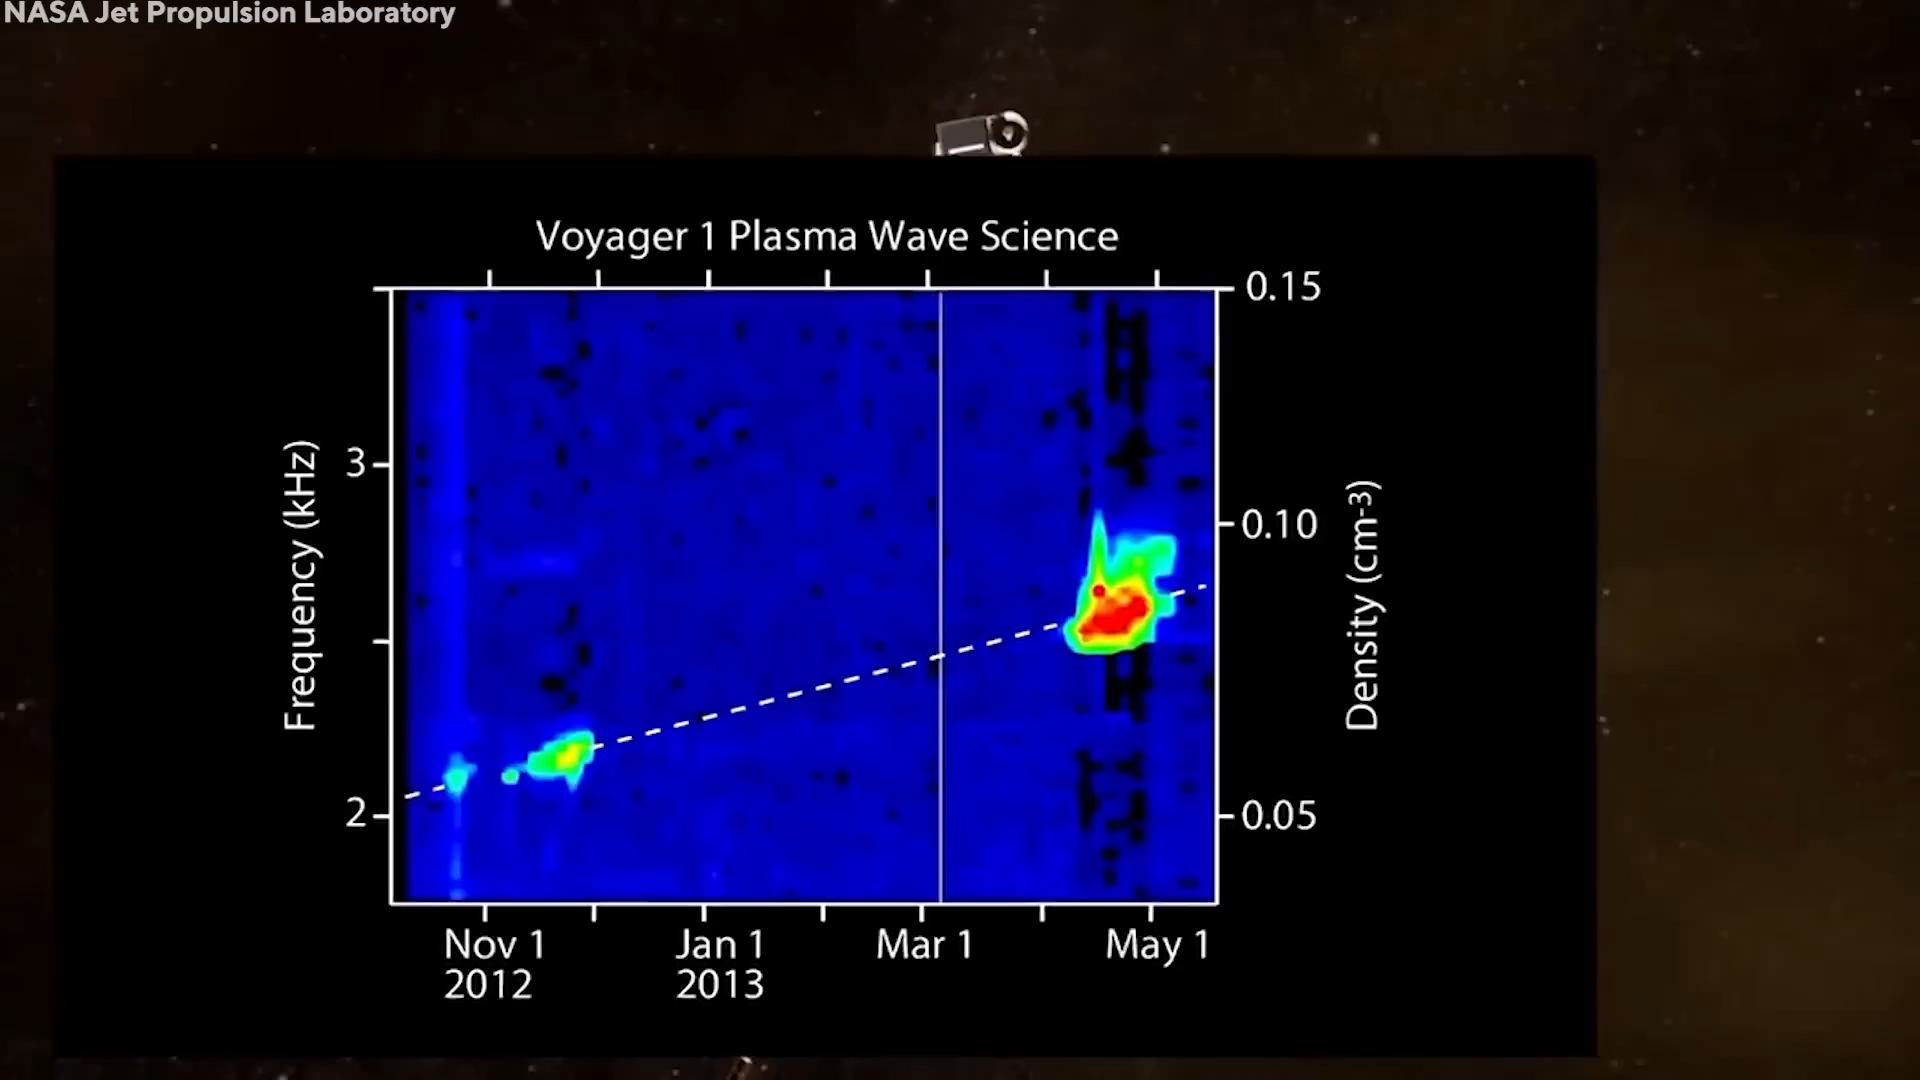 NASA Jet Propulsion Laboratory
Voyager 1 Plasma Wave Science
0.15
3
0.10
2
0.05
Frequency (kHz)
Density (cm-3)
Nov 1
2012
Jan 1
2013
Mar 1
May 1